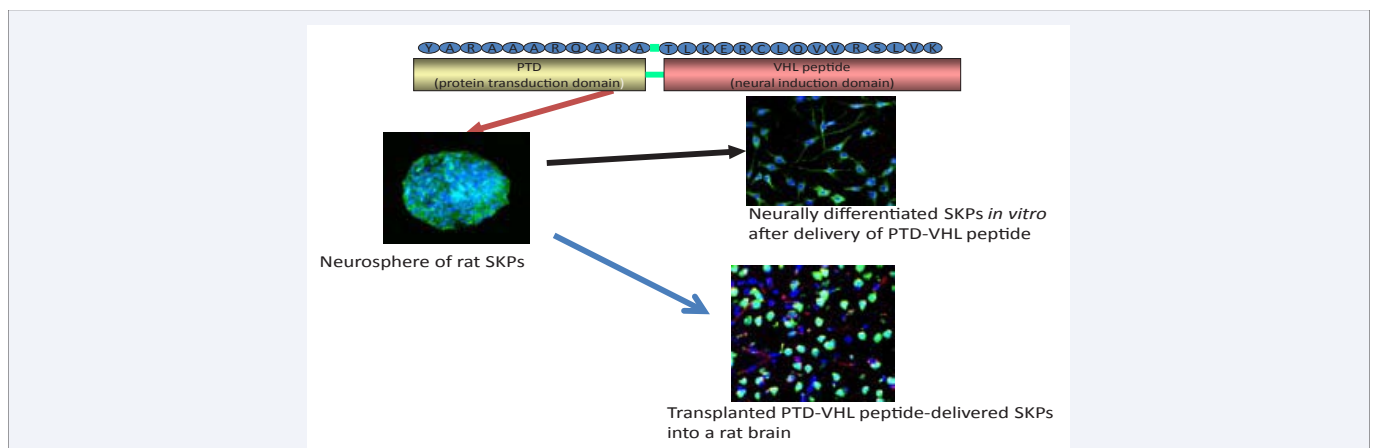 Y A R A A A R Q A R A T L K E R C L Q V V R S L V K
PTD
(protein transduction domain)
VHL peptide
(neural induction domain)
Neurally differentiated SKPs in vitro
after delivery of PTD-VHL peptide
Neurosphere of rat SKPs
Transplanted PTD-VHL peptide-delivered SKPs
into a rat brain